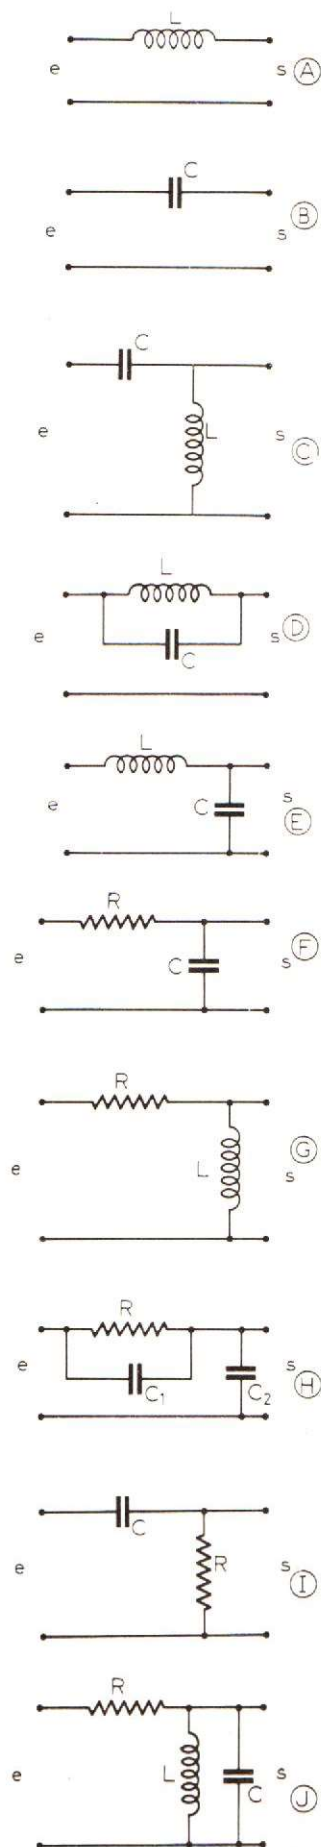 L
e s A
C
e s B
C
e L s C
L
e s D
C
L
e C s E
R
e C s F
R
e L s G
R
e C1 C2 s H
C
e R s I
R
e L C s J